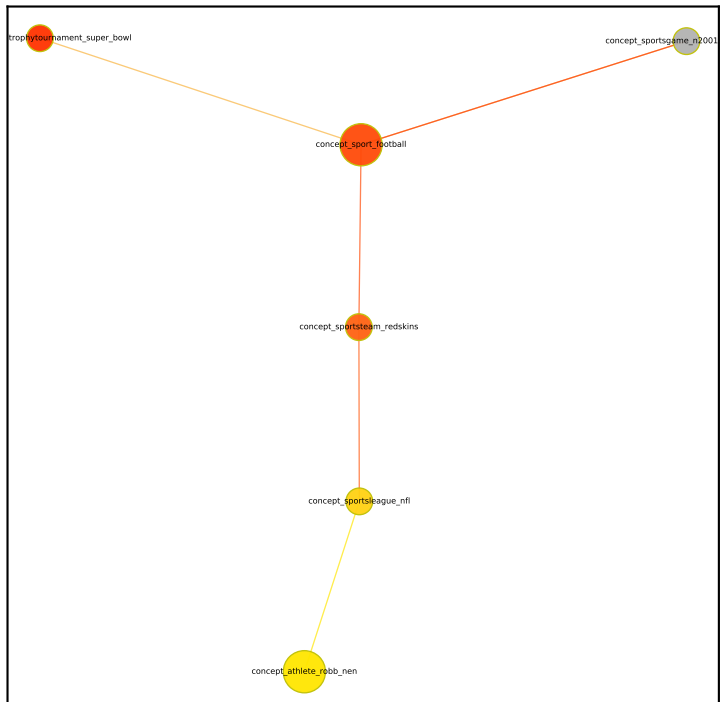 trophytournament_super_bowl
concept_sportsgame_n2001
concept_sport_football
concept_sportsteam_redskins
concept_sportsleague_nfl
concept_athlete_robb_nen